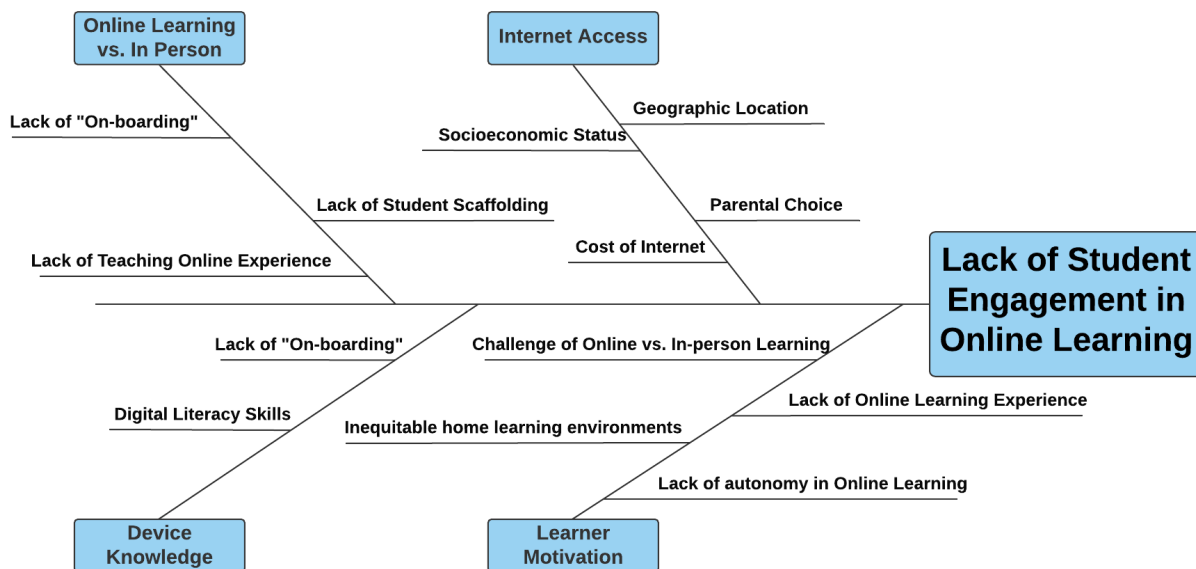 Online Learning
vs. In Person
Internet Access
Lack of "On-boarding"
Geographic Location
Socioeconomic Status
Lack of Student Scaffolding
Parental Choice
Cost of Internet
Lack of Teaching Online Experience
Lack of Student
Engagement in
Online Learning
Lack of "On-boarding"
Challenge of Online vs. In-person Learning
Digital Literacy Skills
Lack of Online Learning Experience
Inequitable home learning environments
Lack of autonomy in Online Learning
Device
Knowledge
Learner
Motivation